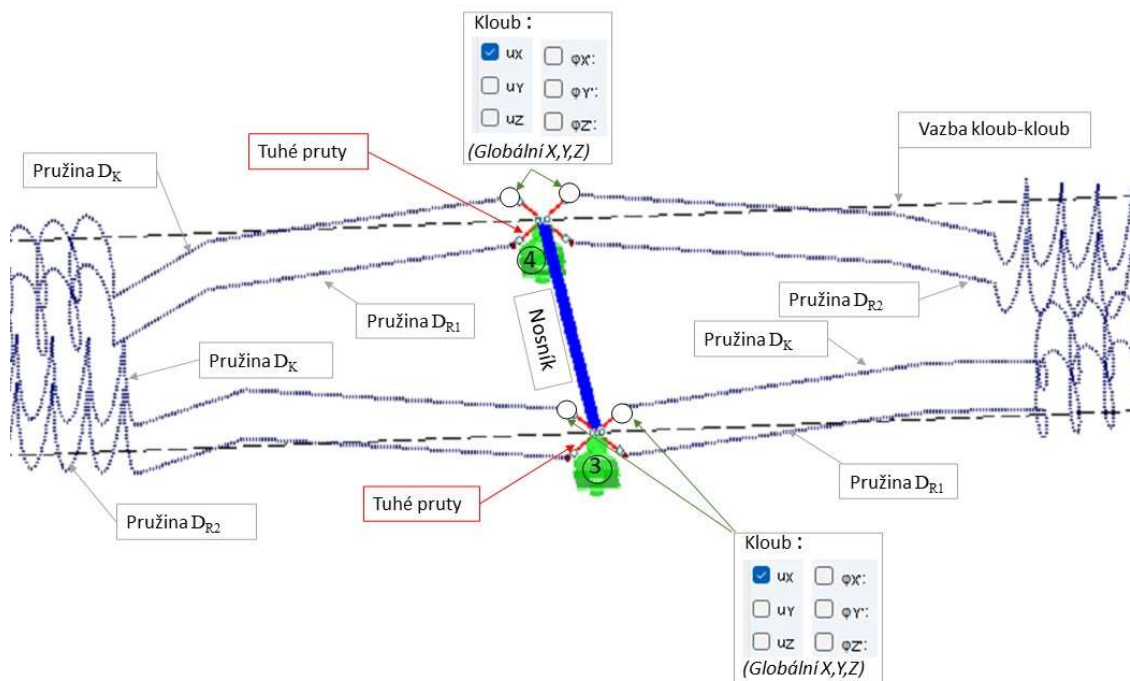 Kloub :
uX φX':
uY φY':
uZ φZ':
(Globální X,Y,Z)
Tuhé pruty
Vazba kloub-kloub
Pružina DK
4
Pružina DR1
Pružina DR2
Nosník
Pružina DK
Pružina DK
3
Tuhé pruty
Pružina DR1
Pružina DR2
Kloub :
uX φX':
uY φY':
uZ φZ':
(Globální X,Y,Z)